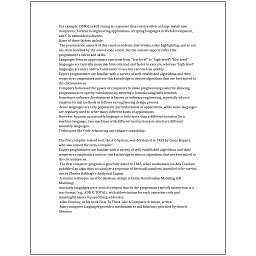 For example COBOL is still strong in corporate data centers often on large mainframe
computers, Fortran in engineering applications, scripting languages in Web development,
and C in embedded software.
Some of these factors include:
The presentation aspects of this (such as indents, line breaks, color highlighting, and so on)
are often handled by the source code editor, but the content aspects reflect the
programmer's talent and skills.
Languages form an approximate spectrum from "low-level" to "high-level"; "low-level"
languages are typically more machine-oriented and faster to execute, whereas "high-level"
languages are more abstract and easier to use but execute less quickly.
Expert programmers are familiar with a variety of well-established algorithms and their
respective complexities and use this knowledge to choose algorithms that are best suited to
the circumstances.
Computers harnessed the power of computers to make programming easier by allowing
programmers to specify calculations by entering a formula using infix notation.
Sometimes software development is known as software engineering, especially when it
employs formal methods or follows an engineering design process.
Some languages are very popular for particular kinds of applications, while some languages
are regularly used to write many different kinds of applications.
However, because an assembly language is little more than a different notation for a
machine language, two machines with different instruction sets also have different
assembly languages.
Techniques like Code refactoring can enhance readability.
The first compiler related tool, the A-0 System, was developed in 1952 by Grace Hopper,
who also coined the term 'compiler'.
Expert programmers are familiar with a variety of well-established algorithms and their
respective complexities and use this knowledge to choose algorithms that are best suited to
the circumstances.
The first computer program is generally dated to 1843, when mathematician Ada Lovelace
published an algorithm to calculate a sequence of Bernoulli numbers, intended to be carried
out by Charles Babbage's Analytical Engine.
A similar technique used for database design is Entity-Relationship Modeling (ER
Modeling).
Assembly languages were soon developed that let the programmer specify instruction in a
text format (e.g., ADD X, TOTAL), with abbreviations for each operation code and
meaningful names for specifying addresses.
Allen Downey, in his book How To Think Like A Computer Scientist, writes:
Many computer languages provide a mechanism to call functions provided by shared
libraries.